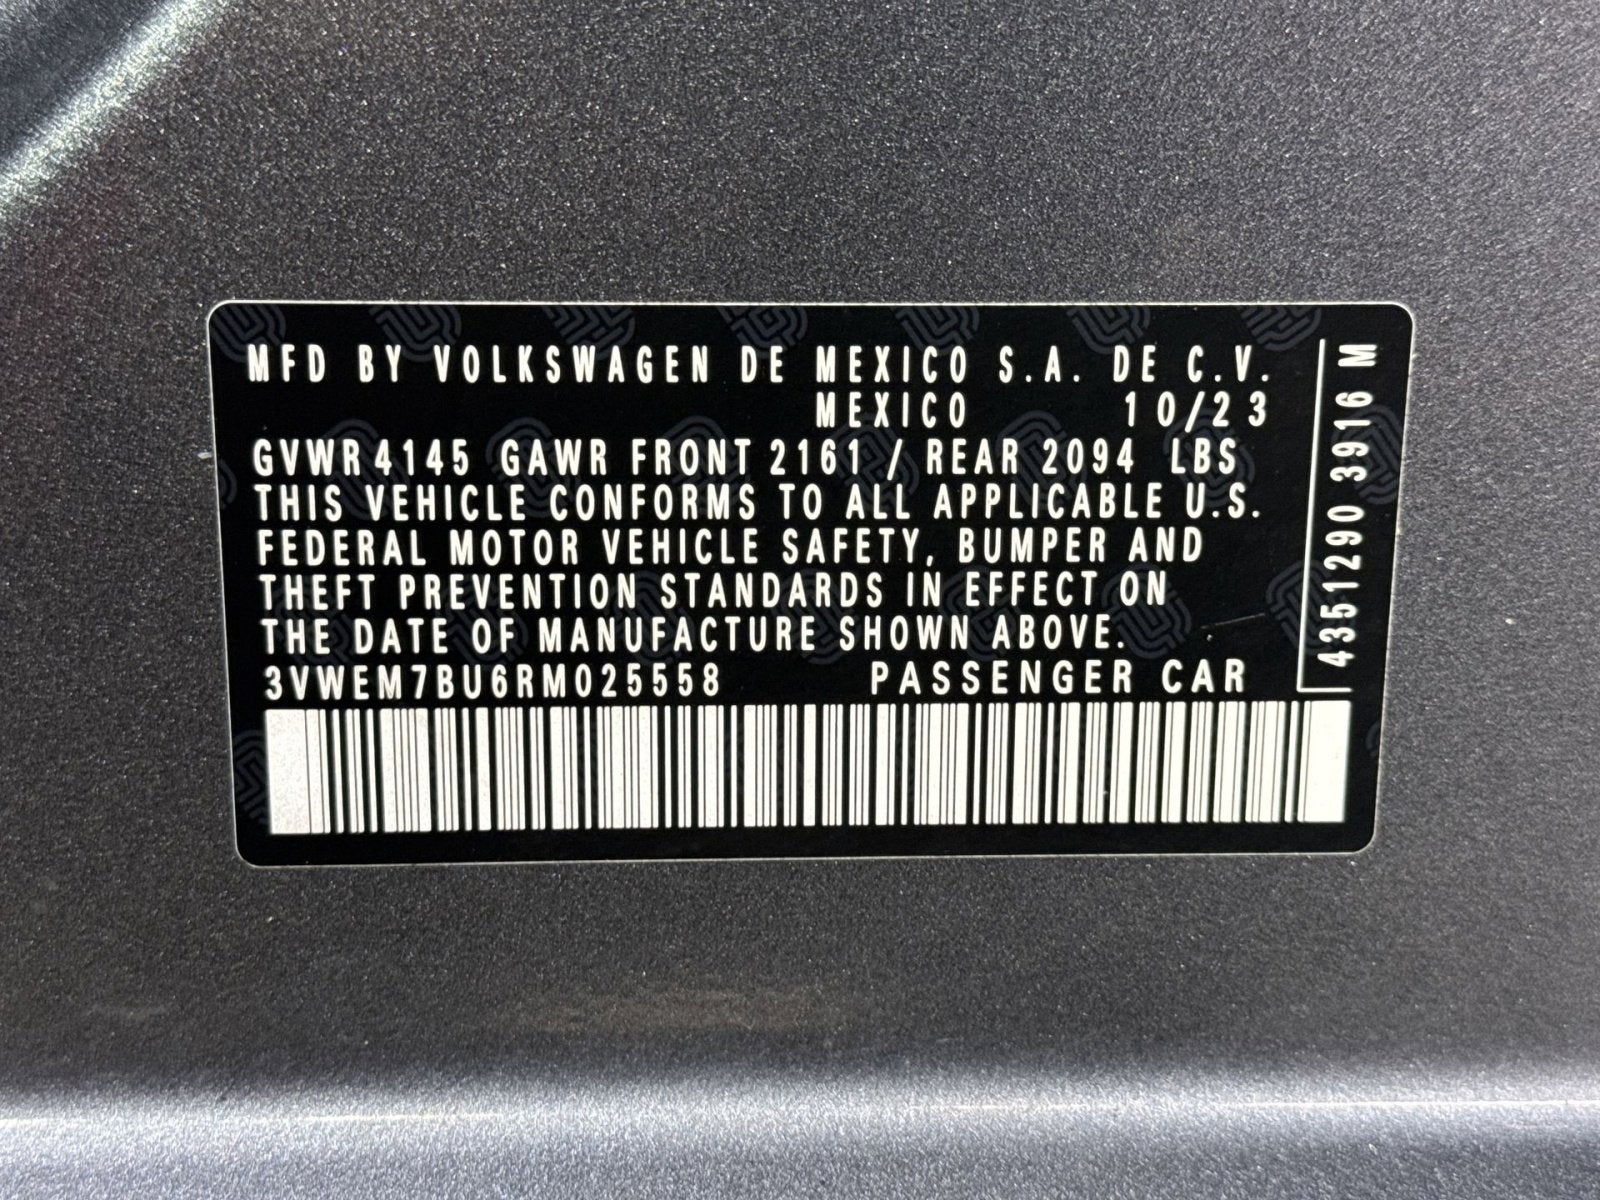 MFD BY VOLKSWAGEN DE MEXICO S.A. DE C.V.
MEXICO 10/23
GVWR 4145 GAWR FRONT 2161 / REAR 2094 LBS
THIS VEHICLE CONFORMS TO ALL APPLICABLE U.S.
FEDERAL MOTOR VEHICLE SAFETY, BUMPER AND
THEFT PREVENTION STANDARDS IN EFFECT ON
THE DATE OF MANUFACTURE SHOWN ABOVE.
3VWEM7BU6RM025558 PASSENGER CAR
4351290 3916 M